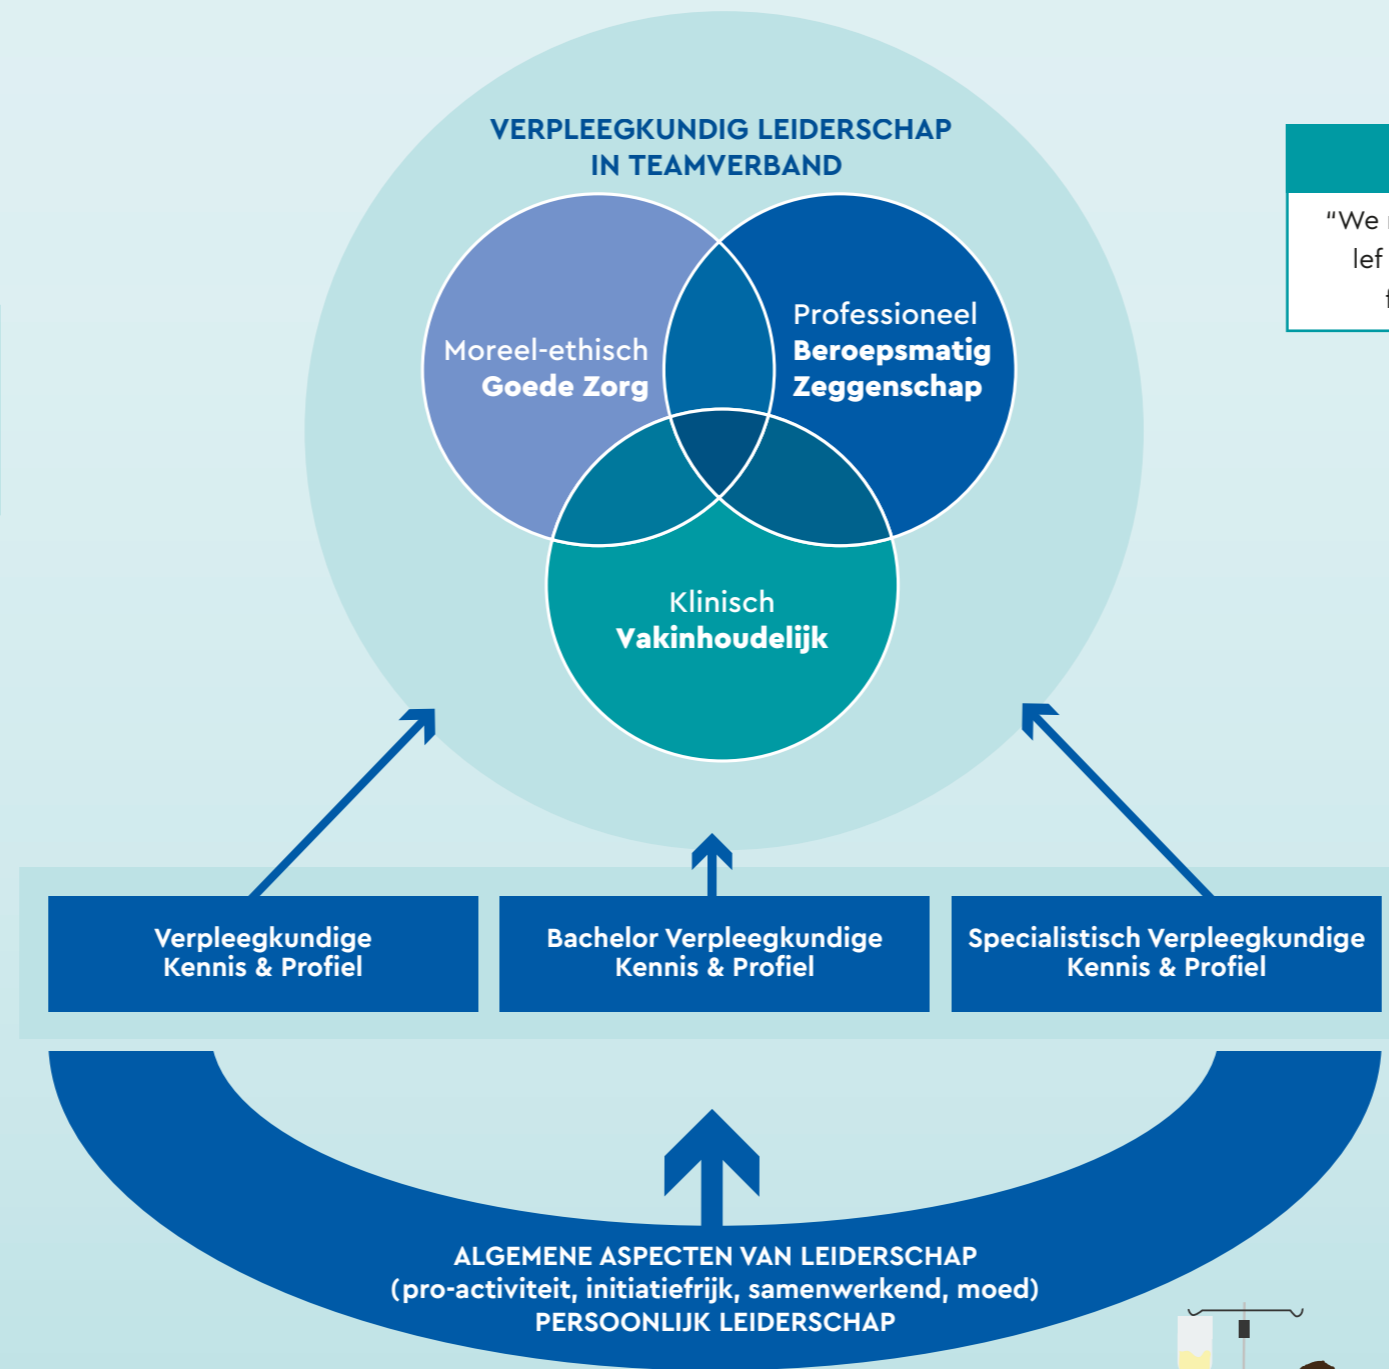 VERPLEEGKUNDIG LEIDERSCHAP
IN TEAMVERBAND
Moreel-ethisch
Goede Zorg
Professioneel
Beroepsmatig
Zeggenschap
Klinisch
Vakinhoudelijk
"We
lef
Verpleegkundige
Kennis & Profiel
Bachelor Verpleegkundige
Kennis & Profiel
Specialistisch Verpleegkundige
Kennis & Profiel
ALGEMENE ASPECTEN VAN LEIDERSCHAP
(pro-activiteit, initiatiefrijk, samenwerkend, moed)
PERSOONLIJK LEIDERSCHAP